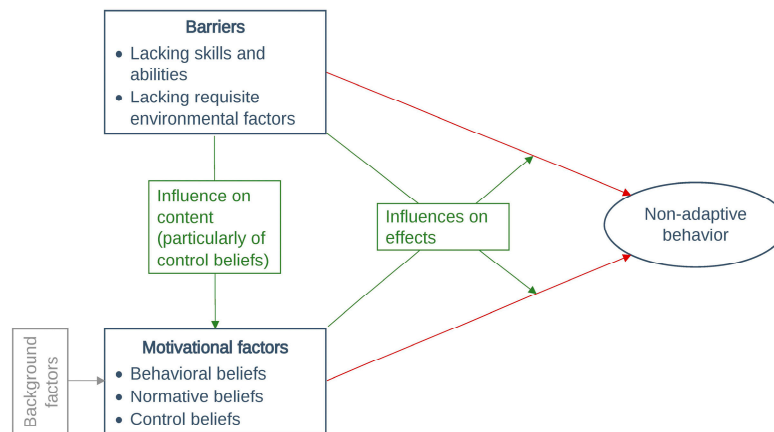 Barriers
Lacking skills and
abilities
Lacking requisite
environmental factors
Influence on
content
(particularly of
control beliefs)
Influences on
effects
Non-adaptive
behavior
Background
factors
Motivational factors
Behavioral beliefs
Normative beliefs
Control beliefs